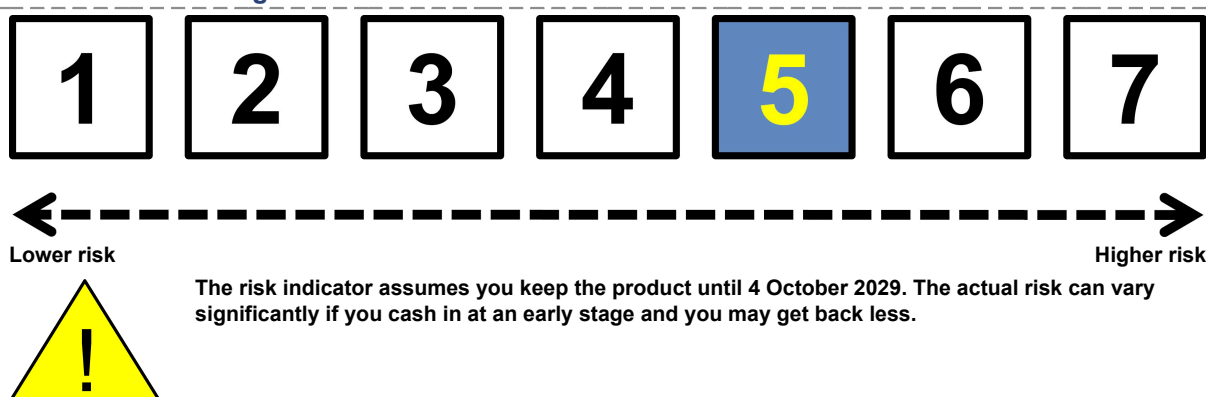 1 2 3 4 5 6 7
Lower risk Higher risk
The risk indicator assumes you keep the product until 4 October 2029. The actual risk can vary
significantly if you cash in at an early stage and you may get back less.
!